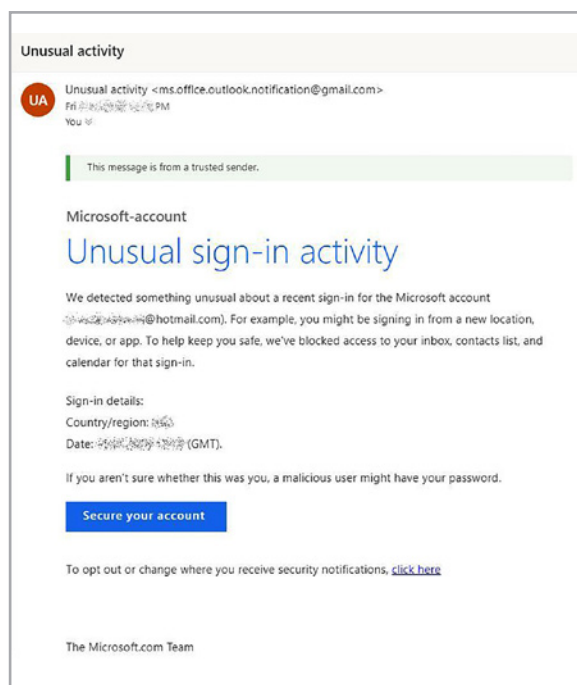 Unusual activity
UA
Unusual activity <ms.office.outlook.notification@gmail.com>
Fri PM
You
This message is from a trusted sender.
Microsoft-account
Unusual sign-in activity
We detected something unusual about a recent sign-in for the Microsoft account
@hotmail.com). For example, you might be signing in from a new location,
device, or app. To help keep you safe, we've blocked access to your inbox, contacts list, and
calendar for that sign-in.
Sign-in details:
Country/region:
Date: (GMT).
If you aren't sure whether this was you, a malicious user might have your password.
Secure your account
To opt out or change where you receive security notifications, click here
The Microsoft.com Team